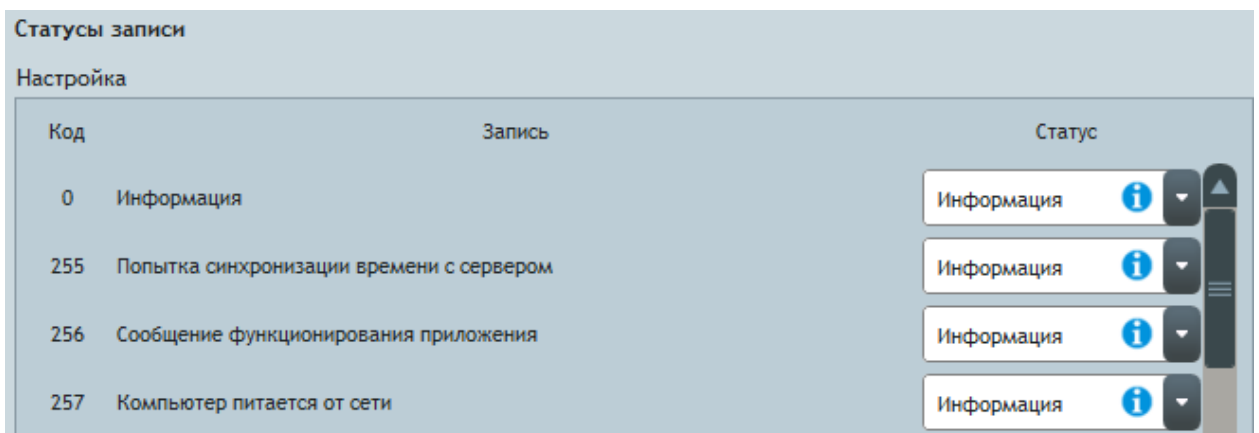 Статусы записи
Настройка
Код Запись Статус
0 Информация Информация
255 Попытка синхронизации времени с сервером Информация
256 Сообщение функционирования приложения Информация
257 Компьютер питается от сети Информация